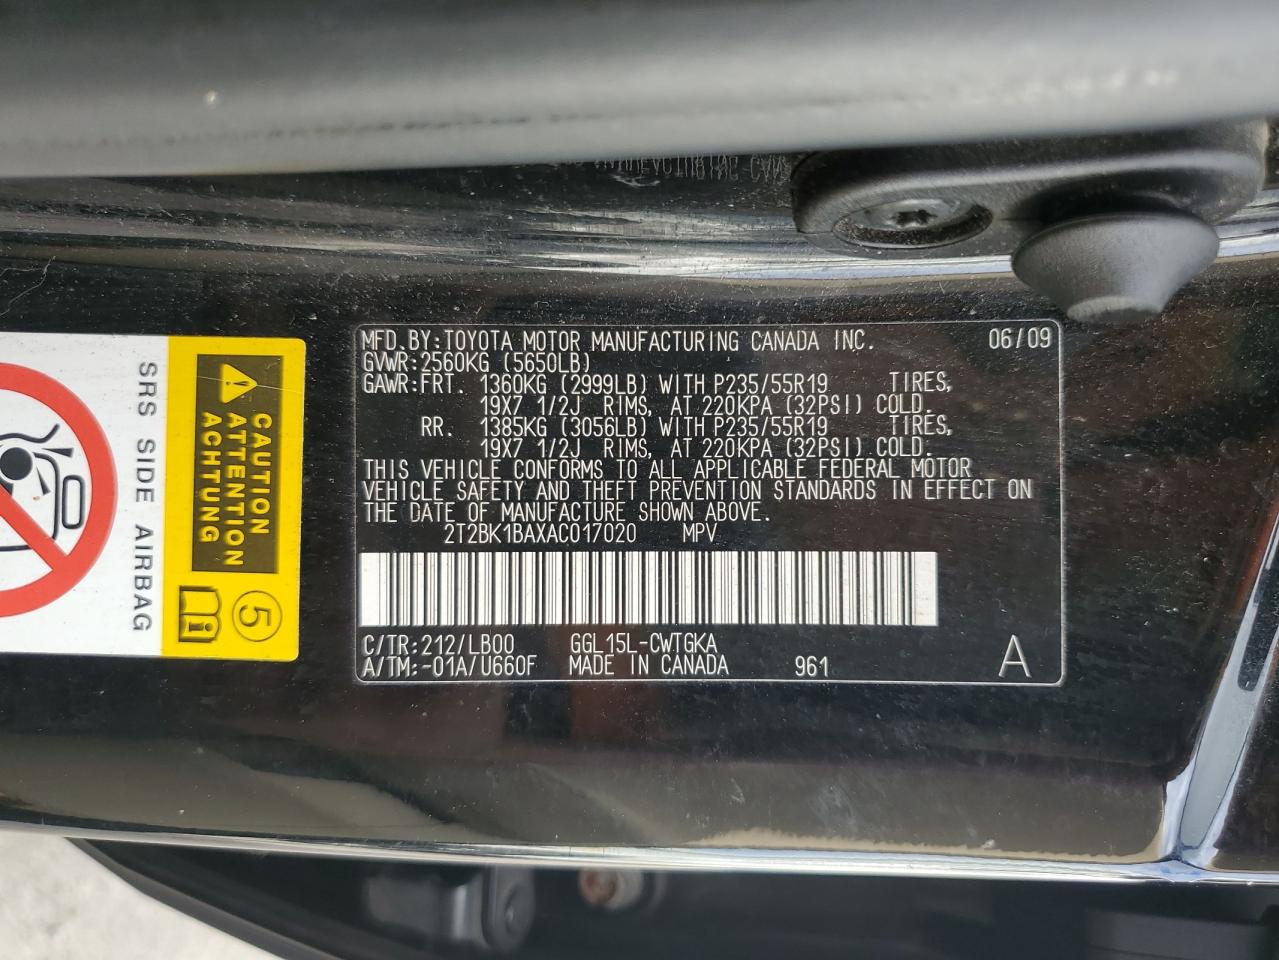 MFD.BY:TOYOTA MOTOR MANUFACTURING CANADA INC. 06/09
GVWR:2560KG (5650LB)
GAWR:FRT. 1360KG (2999LB) WITH P235/55R19 TIRES,
19X7 1/2J RIMS, AT 220KPA (32PSI) COLD.
RR. 1385KG (3056LB) WITH P235/55R19 TIRES,
19X7 1/2J RIMS, AT 220KPA (32PSI) COLD.
THIS VEHICLE CONFORMS TO ALL APPLICABLE FEDERAL MOTOR
VEHICLE SAFETY AND THEFT PREVENTION STANDARDS IN EFFECT ON
THE DATE OF MANUFACTURE SHOWN ABOVE.
2T2BK1BAXAC017020 MPV
C/TR:212/LB00 GGL15L-CWTGKA
A/TM:-01A/U660F MADE IN CANADA 961 A
CAUTION
ATTENTION
ACHTUNG
5
SRS SIDE AIRBAG